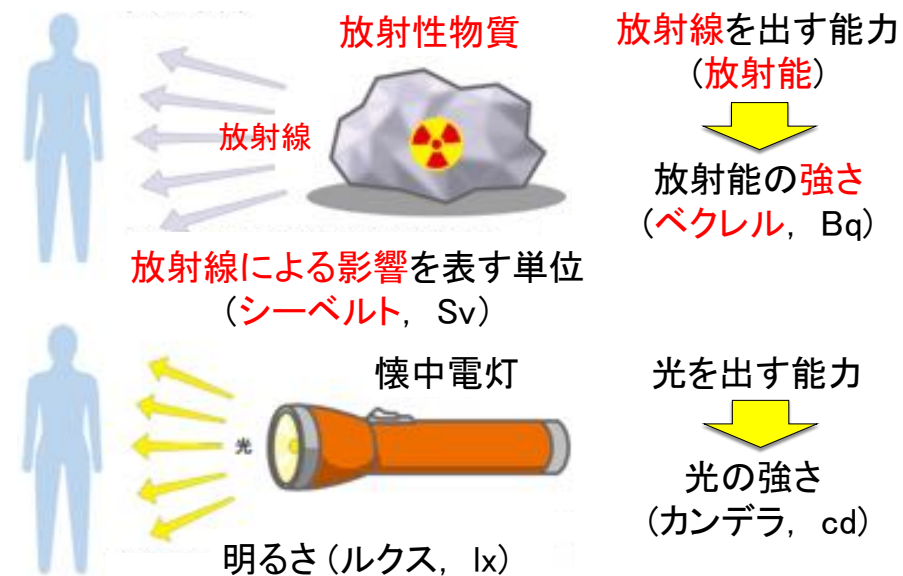 放射性物質
放射線
放射線を出す能力
(放射能)
放射能の強さ
(ベクレル, Bq)
放射線による影響を表す単位
(シーベルト, Sv)
懐中電灯
光
光を出す能力
光の強さ
(カンデラ, cd)
明るさ(ルクス, lx)